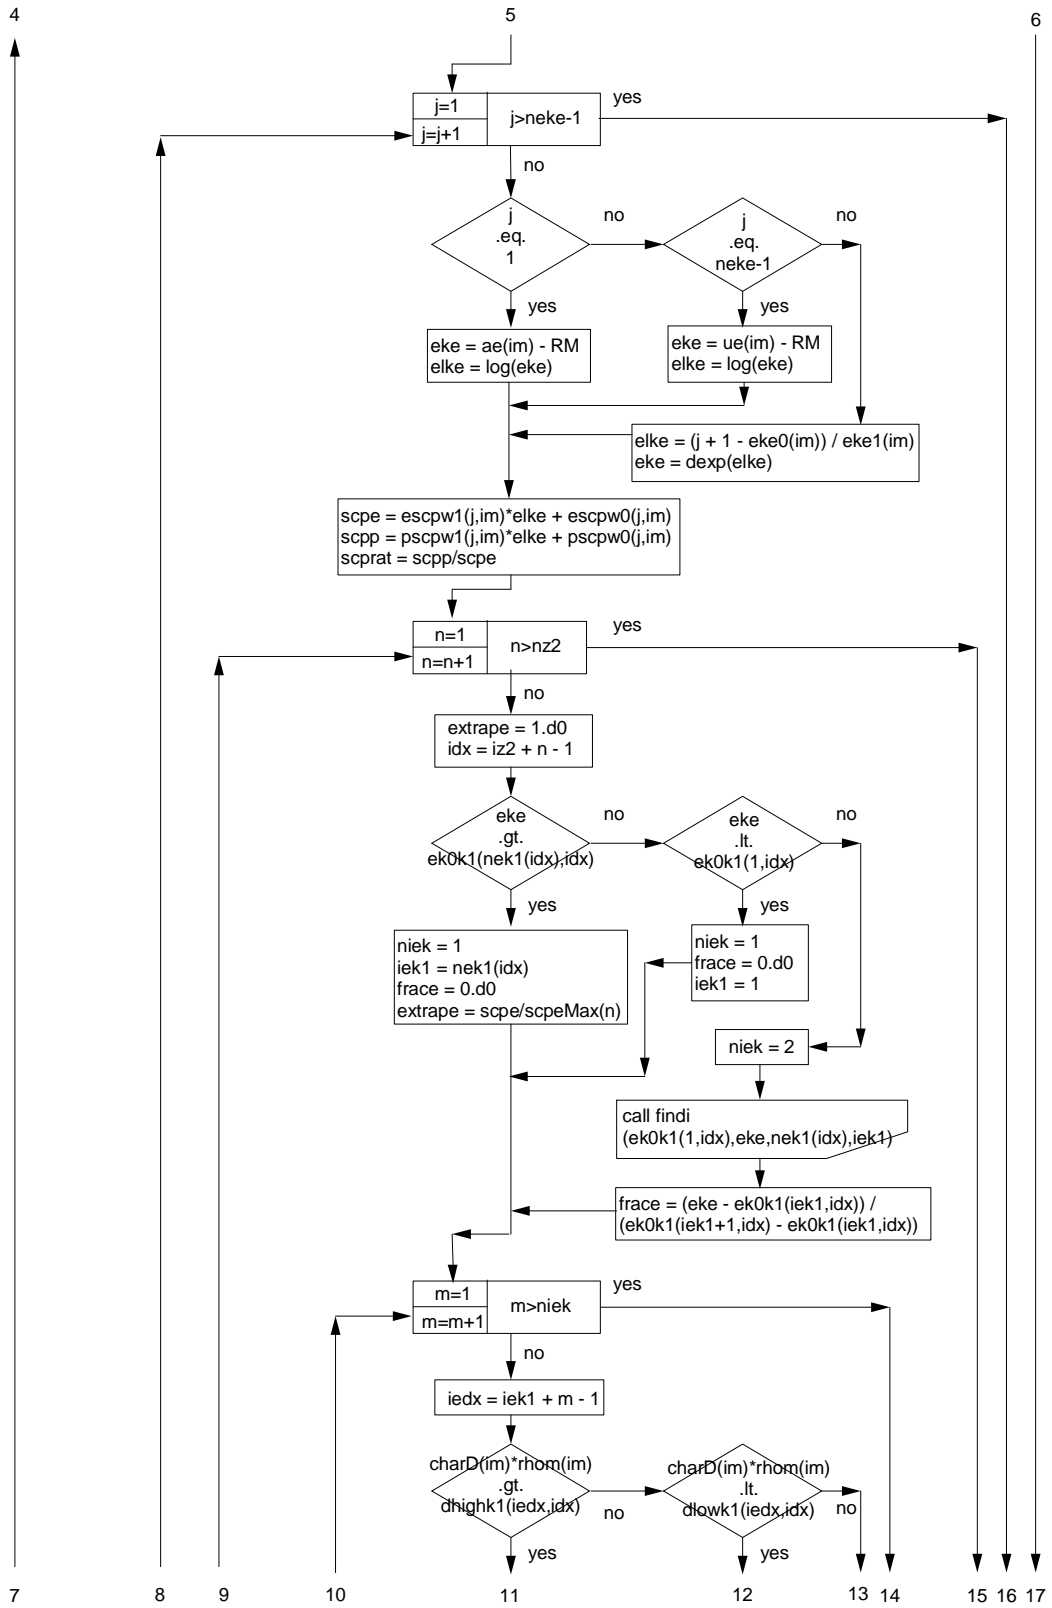 4
5
6
j=1
j=j+1
j>neke-1
yes
no
j
.eq.
1
no
j
.eq.
neke-1
no
yes
yes
eke = ae(im) - RM
elke = log(eke)
eke = ue(im) - RM
elke = log(eke)
elke = (j + 1 - eke0(im)) / eke1(im)
eke = dexp(elke)
scpe = escpw1(j,im)*elke + escpw0(j,im)
scpp = pscpw1(j,im)*elke + pscpw0(j,im)
scprat = scpp/scpe
n=1
n=n+1
n>nz2
yes
no
extrape = 1.d0
idx = iz2 + n - 1
eke
.gt.
ek0k1(nek1(idx),idx)
no
eke
.lt.
ek0k1(1,idx)
no
yes
yes
niek = 1
iek1 = nek1(idx)
frace = 0.d0
extrape = scpe/scpeMax(n)
niek = 1
frace = 0.d0
iek1 = 1
niek = 2
call findi
(ek0k1(1,idx),eke,nek1(idx),iek1)
frace = (eke - ek0k1(iek1,idx)) /
(ek0k1(iek1+1,idx) - ek0k1(iek1,idx))
m=1
m=m+1
m>niek
yes
no
iedx = iek1 + m - 1
charD(im)*rhom(im)
.gt.
dhighk1(iedx,idx)
no
charD(im)*rhom(im)
.lt.
dlowk1(iedx,idx)
no
yes
yes
7
8
9
10
11
12
13
14
15
16
17